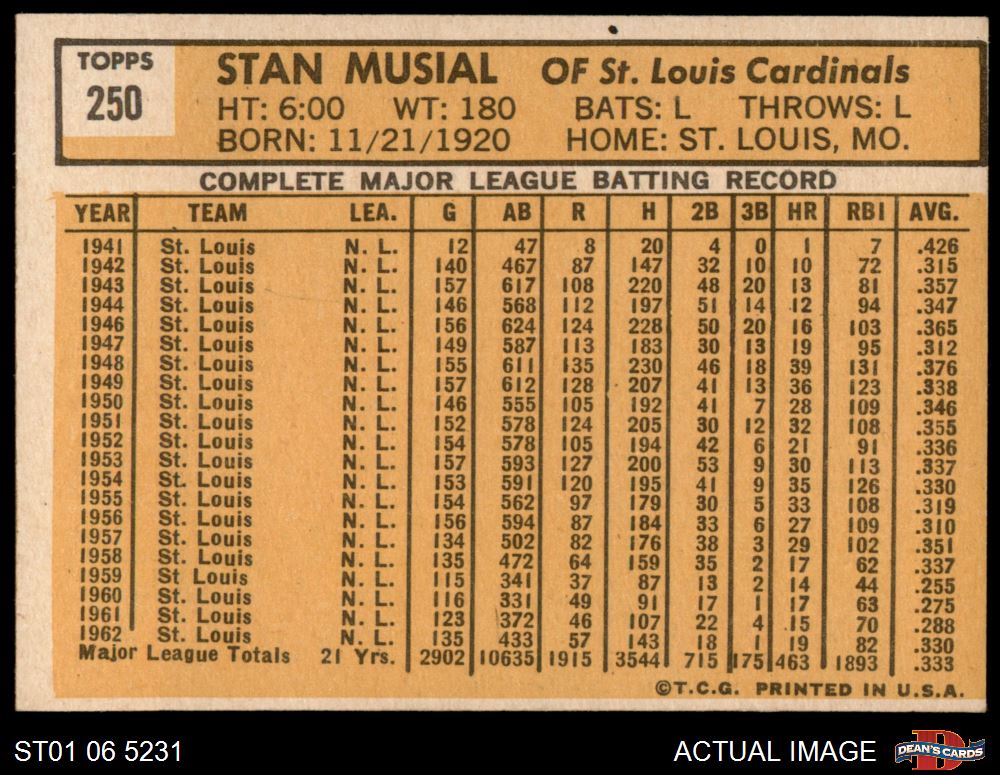 TOPPS
250
STAN MUSIAL OF St. Louis Cardinals
HT: 6:00 WT: 180 BATS: L THROWS: L
BORN: 11/21/1920 HOME: ST. LOUIS, MO.
COMPLETE MAJOR LEAGUE BATTING RECORD
YEAR TEAM LEA. G AB R H 2B 3B HR RBI AVG.
1941 St. Louis N. L. 12 47 8 20 4 0 1 7 .426
1942 St. Louis N. L. 140 467 87 147 32 10 10 72 .315
1943 St. Louis N. L. 157 617 108 220 48 20 13 81 .357
1944 St. Louis N. L. 146 568 112 197 51 14 12 94 .347
1946 St. Louis N. L. 156 624 124 228 50 20 16 103 .365
1947 St. Louis N. L. 149 587 113 183 30 13 19 95 .312
1948 St. Louis N. L. 155 611 135 230 46 18 39 131 .376
1949 St. Louis N. L. 157 612 128 207 41 13 36 123 .338
1950 St. Louis N. L. 146 555 105 192 41 7 28 109 .346
1951 St. Louis N. L. 152 578 124 205 30 12 32 108 .355
1952 St. Louis N. L. 154 578 105 194 42 6 21 91 .336
1953 St. Louis N. L. 157 593 127 200 53 9 30 113 .337
1954 St. Louis N. L. 153 591 120 195 41 9 35 126 .330
1955 St. Louis N. L. 154 562 97 179 30 5 33 108 .319
1956 St. Louis N. L. 156 594 87 184 33 6 27 109 .310
1957 St. Louis N. L. 134 502 82 176 38 3 29 102 .351
1958 St. Louis N. L. 135 472 64 159 35 2 17 62 .337
1959 St Louis N. L. 115 341 37 87 13 2 14 44 .255
1960 St. Louis N. L. 116 331 49 91 17 1 17 63 .275
1961 St. Louis N. L. 123 372 46 107 22 4 15 70 .288
1962 St. Louis N. L. 135 433 57 143 18 1 19 82 .330
Major League Totals 21 Yrs. 2902 10635 1915 3544 715 175 463 1893 .333
©T.C.G. PRINTED IN U.S.A.
ST01 06 5231 ACTUAL IMAGE DEAN'S CARDS